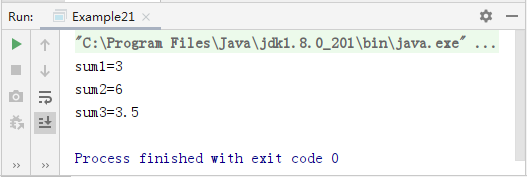 Run: Example21
"C:\Program Files\Java\jdk1.8.0_201\bin\java.exe" ...
sum1=3
sum2=6
sum3=3.5
Process finished with exit code 0